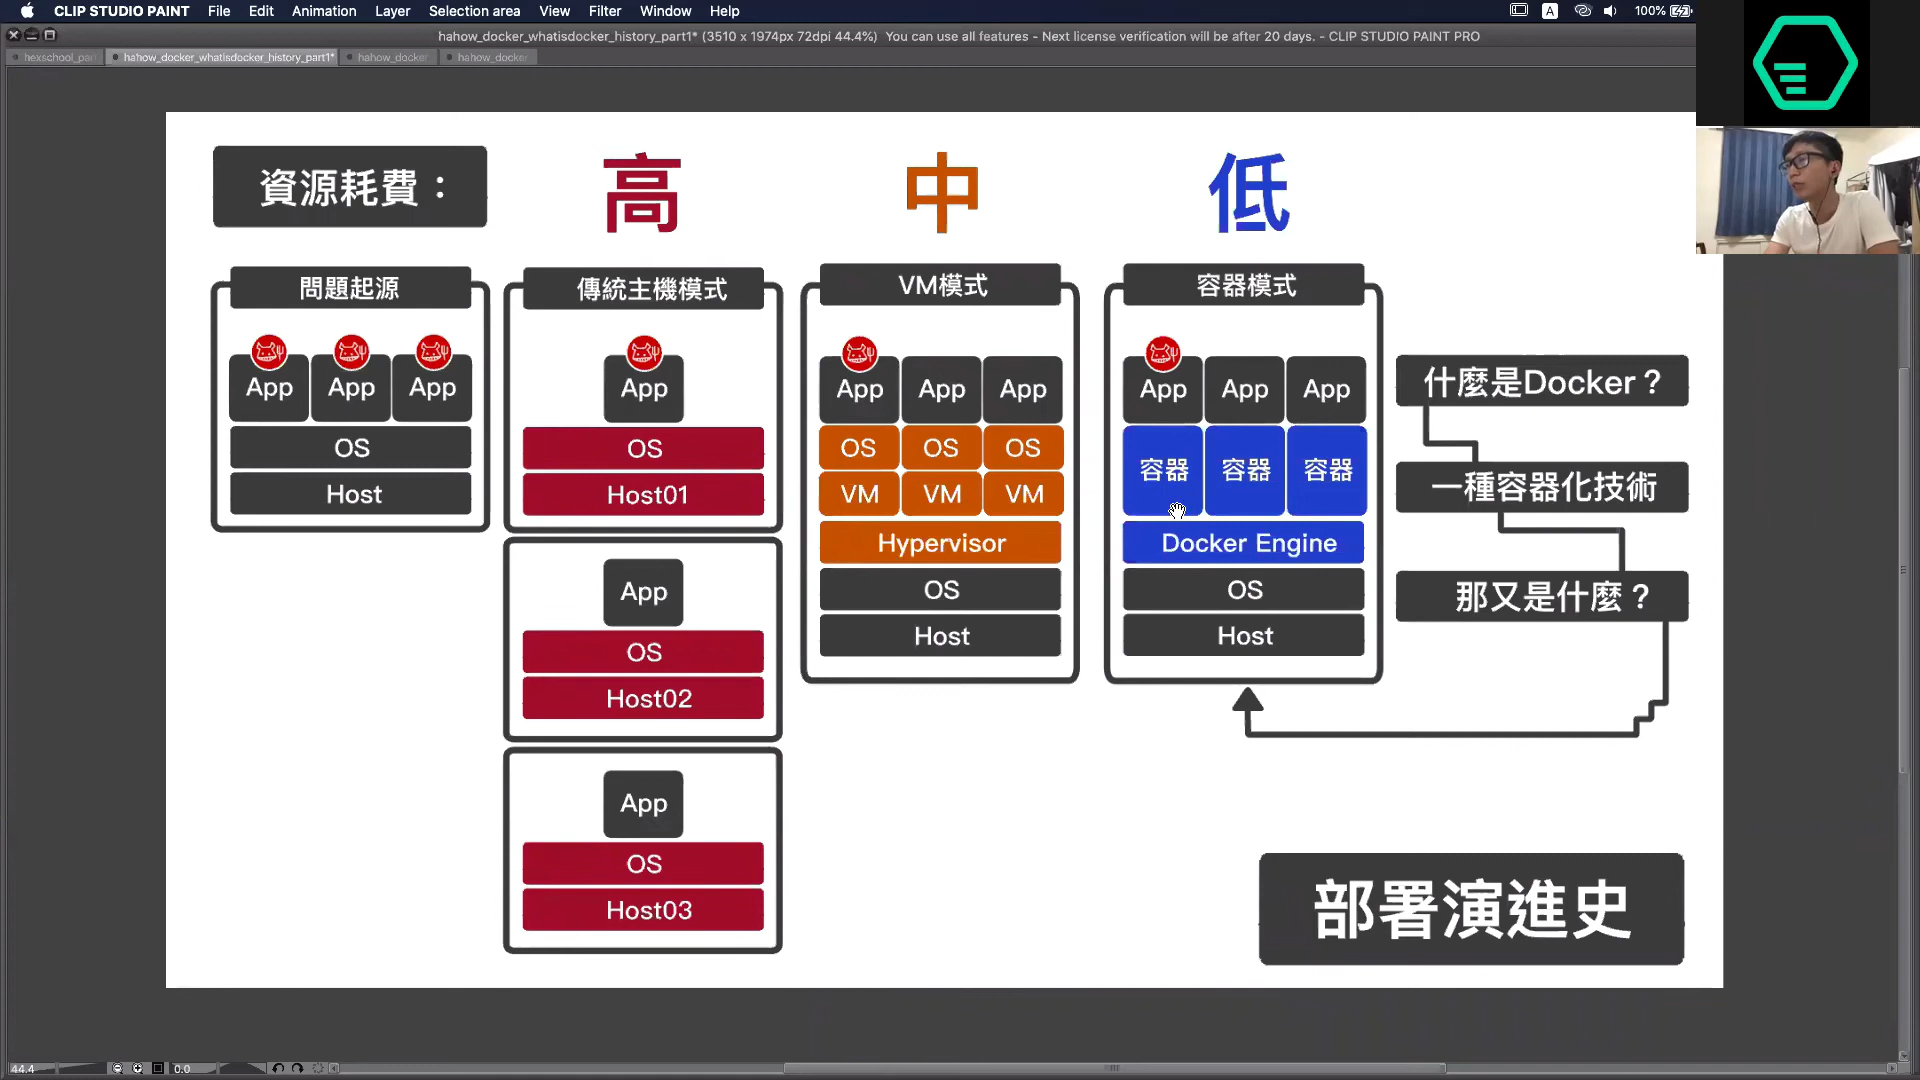 CLIP STUDIO PAINT File Edit Animation Layer Selection area View Filter Window Help
A 100%
hahow_docker_whatisdocker_history_part1* (3510 x 1974px 72dpi 44.4%) You can use all features - Next license verification will be after 20 days. - CLIP STUDIO PAINT PRO
hexschool_par hahow_docker_whatisdocker_history_part1* hahow_docker hahow_docker
資源耗費：
高
中
低
問題起源
App App App
OS
Host
傳統主機模式
App
OS
Host01
App
OS
Host02
App
OS
Host03
VM模式
App App App
OS OS OS
VM VM VM
Hypervisor
OS
Host
容器模式
App App App
容器 容器 容器
Docker Engine
OS
Host
什麼是Docker？
一種容器化技術
那又是什麼？
部署演進史
44.4 0.0